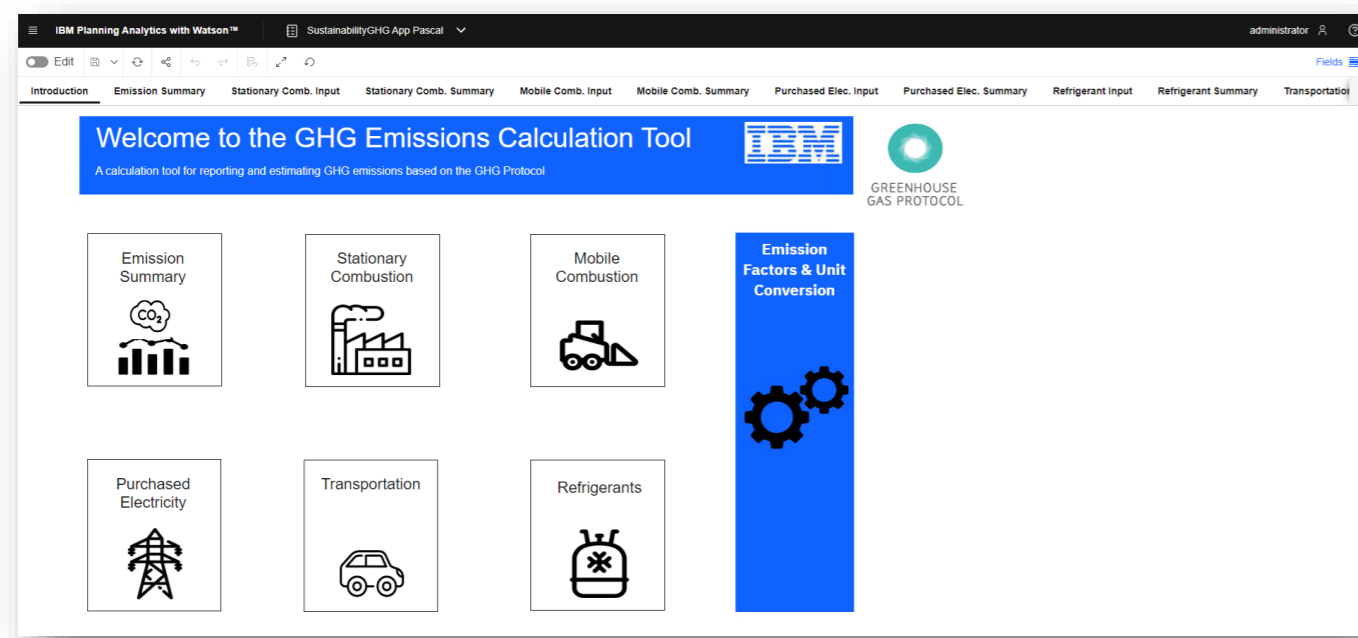 IBM Planning Analytics with Watson™
SustainabilityGHG App Pascal
administrator
Edit
Fields
Introduction
Emission Summary
Stationary Comb. Input
Stationary Comb. Summary
Mobile Comb. Input
Mobile Comb. Summary
Purchased Elec. Input
Purchased Elec. Summary
Refrigerant Input
Refrigerant Summary
Transportation
Welcome to the GHG Emissions Calculation Tool
A calculation tool for reporting and estimating GHG emissions based on the GHG Protocol
IBM
GREENHOUSE
GAS PROTOCOL
Emission
Summary
CO₂
Stationary
Combustion
Mobile
Combustion
Emission
Factors & Unit
Conversion
Purchased
Electricity
Transportation
Refrigerants